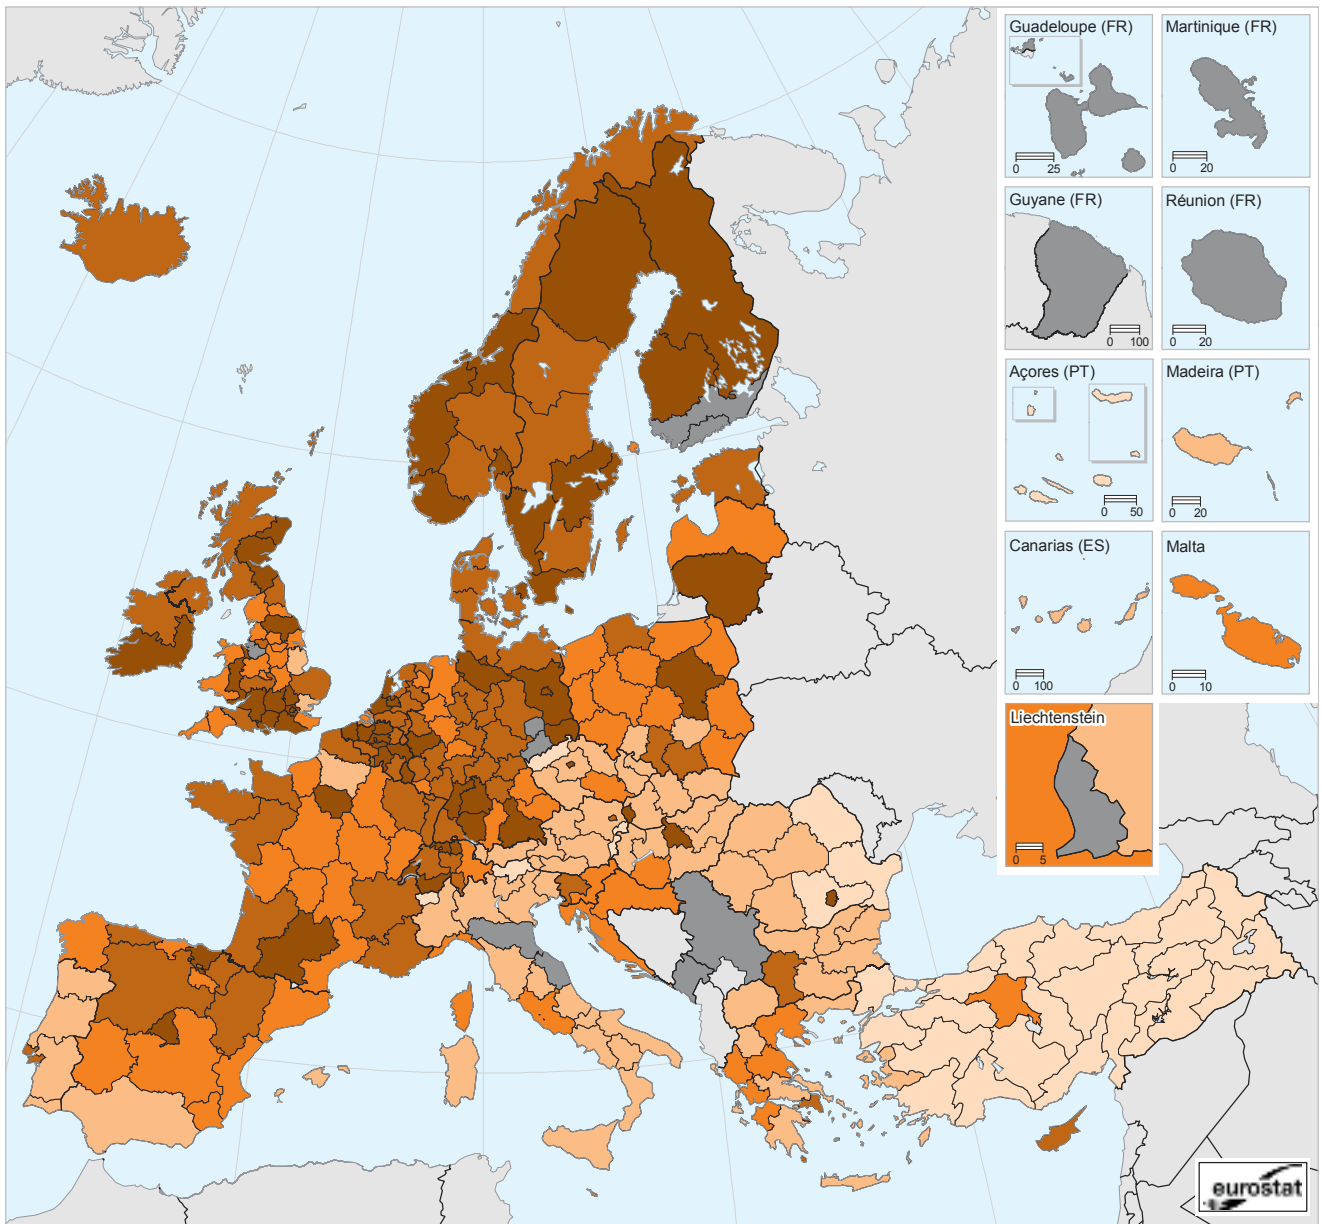 Guadeloupe (FR)
0 25
Martinique (FR)
0 20
Guyane (FR)
0 100
Réunion (FR)
0 20
Açores (PT)
0 50
Madeira (PT)
0 20
Canarias (ES)
0 100
Malta
0 10
Liechtenstein
0 5
eurostat